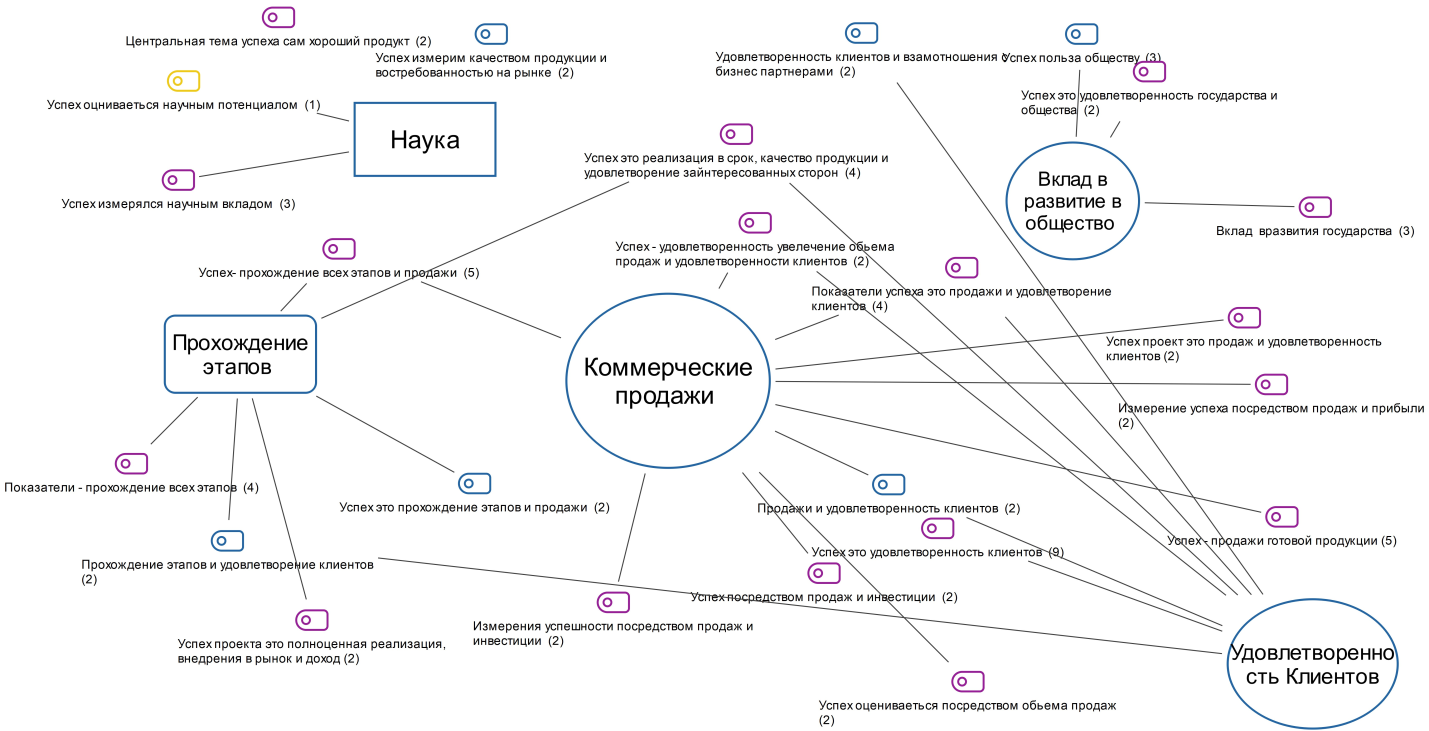 Центральная тема успеха сам хороший продукт (2)
Успех измерим качеством продукции и
востребованностью на рынке (2)
Удовлетворенность клиентов и взамотношения с
бизнес партнерами (2)
Успех польза обществу (3)
Успех оцниваеться научным потенциалом (1)
Успех это удовлетворенность государства и
общества (2)
Наука
Успех это реализация в срок, качество продукции и
удовлетворение зайнтересованных сторон (4)
Вклад в
развитие в
общество
Успех измерялся научным вкладом (3)
Вклад вразвития государства (3)
Успех - удовлетворенность увелечение обьема
продаж и удовлетворенности клиентов (2)
Успех- прохождение всех этапов и продажи (5)
Показатели успеха это продажи и удовлетворение
клиентов (4)
Прохождение
этапов
Коммерческие
продажи
Успех проект это продаж и удовлетворенность
клиентов (2)
Измерение успеха посредством продаж и прибыли
(2)
Показатели - прохождение всех этапов (4)
Успех это прохождение этапов и продажи (2)
Продажи и удовлетворенность клиентов (2)
Успех - продажи готовой продукции (5)
Успех это удовлетворенность клиентов (9)
Прохождение этапов и удовлетворение клиентов
(2)
Успех посредством продаж и инвестиции (2)
Измерения успешности посредством продаж и
инвестиции (2)
Успех проекта это полноценная реализация,
внедрения в рынок и доход (2)
Удовлетворенно
сть Клиентов
Успех оцениваеться посредством обьема продаж
(2)